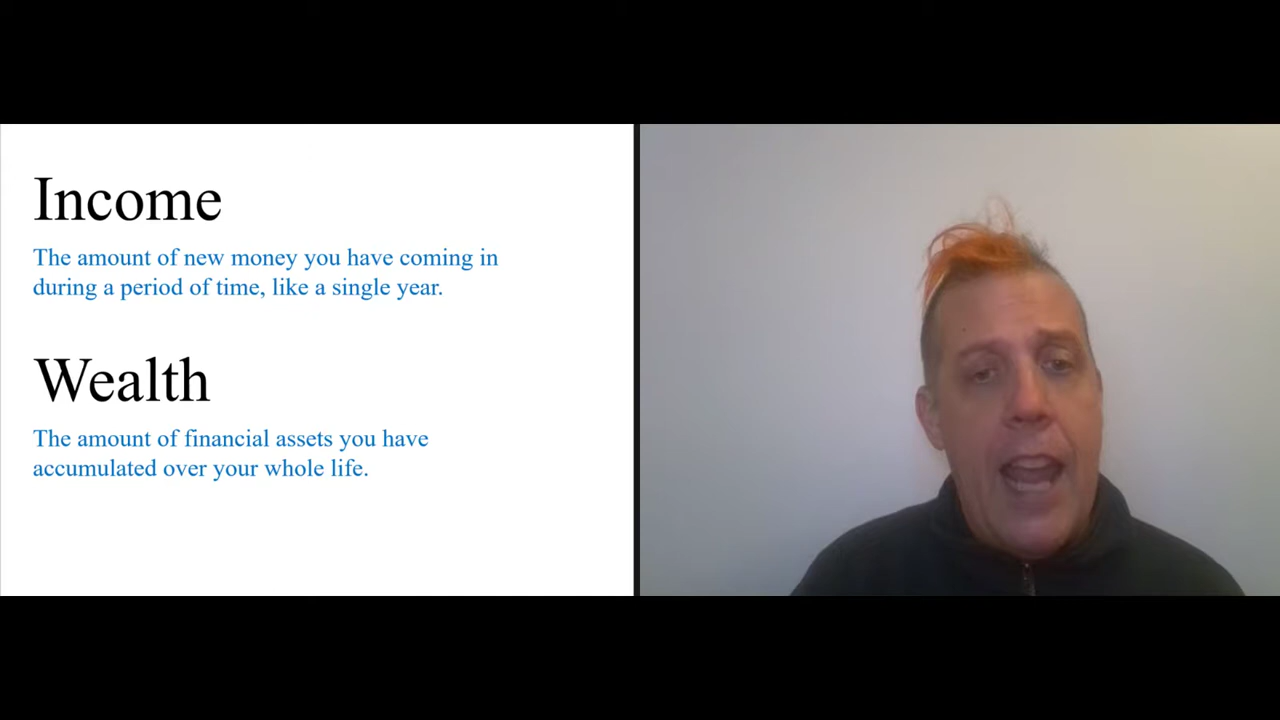 Income
The amount of new money you have coming in
during a period of time, like a single year.
Wealth
The amount of financial assets you have
accumulated over your whole life.